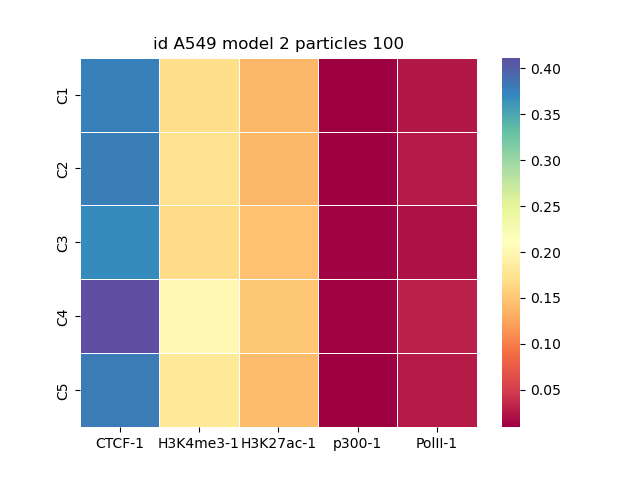 id A549 model 2 particles 100
C1
C2
C3
C4
C5
CTCF-1 H3K4me3-1 H3K27ac-1 p300-1 PolII-1
0.40
0.35
0.30
0.25
0.20
0.15
0.10
0.05